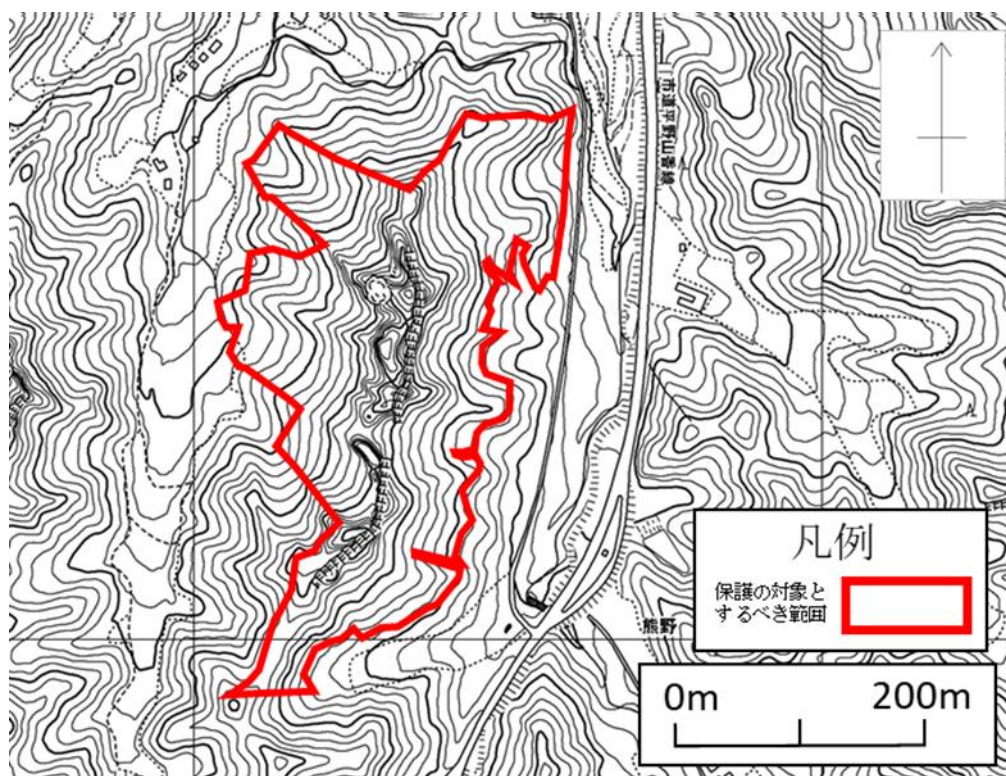 市道平野山香線
凡例
保護の対象と
するべき範囲
熊野
0m 200m